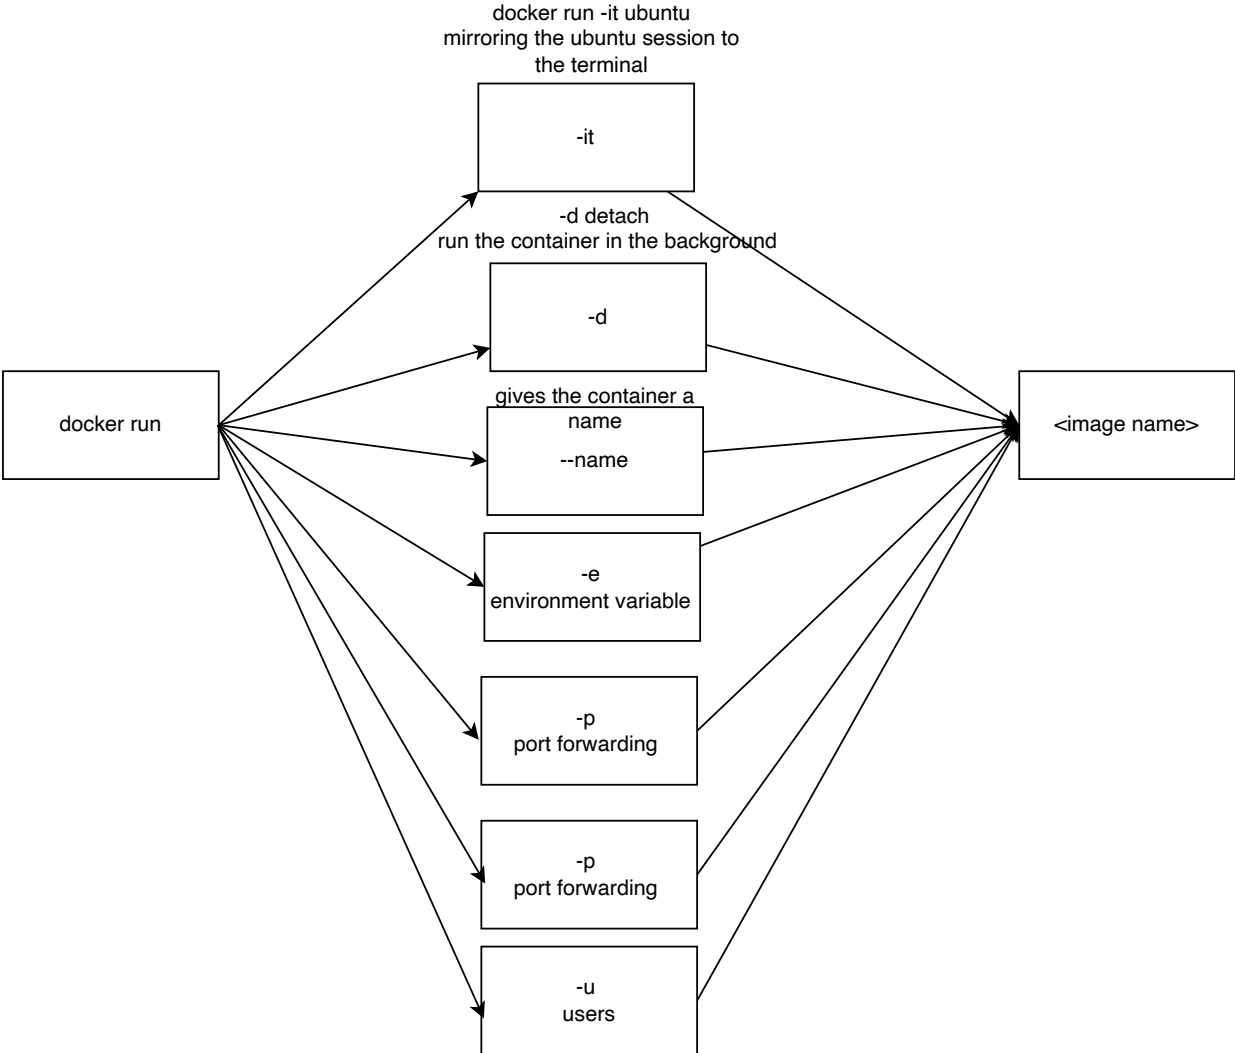 docker run -it ubuntu
mirroring the ubuntu session to
the terminal
-it
-d detach
run the container in the background
-d
docker run
gives the container a
name
--name
<image name>
-e
environment variable
-p
port forwarding
-p
port forwarding
-u
users